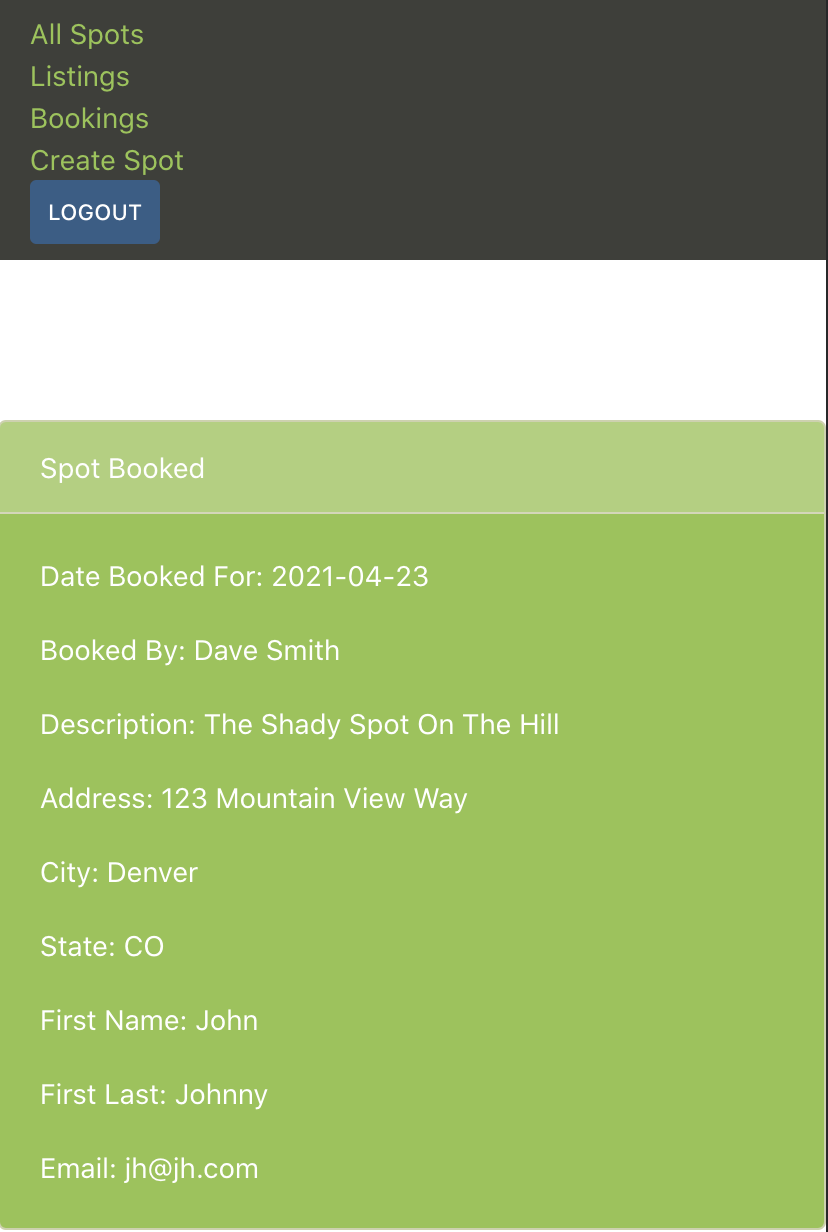 All Spots
Listings
Bookings
Create Spot
LOGOUT
Spot Booked
Date Booked For: 2021-04-23
Booked By: Dave Smith
Description: The Shady Spot On The Hill
Address: 123 Mountain View Way
City: Denver
State: CO
First Name: John
First Last: Johnny
Email: jh@jh.com